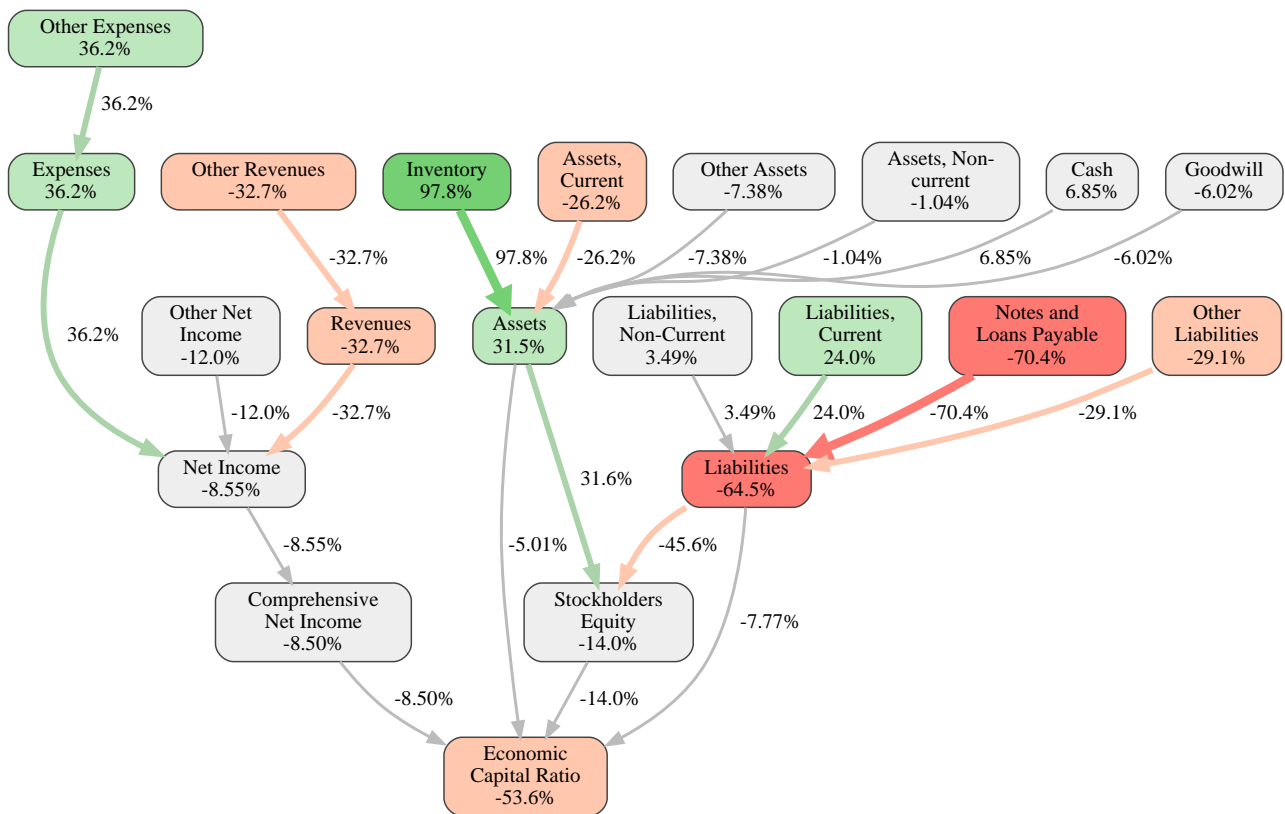 Other Expenses
36.2%
36.2%
Expenses
36.2%
Other Revenues
-32.7%
Inventory
97.8%
Assets,
Current
-26.2%
Other Assets
-7.38%
Assets, Non-
current
-1.04%
Cash
6.85%
Goodwill
-6.02%
-32.7%
97.8%
-26.2%
-7.38%
-1.04%
6.85%
-6.02%
36.2%
Other Net
Income
-12.0%
Revenues
-32.7%
Assets
31.5%
Liabilities,
Non-Current
3.49%
Liabilities,
Current
24.0%
Notes and
Loans Payable
-70.4%
Other
Liabilities
-29.1%
-12.0%
-32.7%
3.49%
24.0%
-70.4%
-29.1%
Net Income
-8.55%
31.6%
Liabilities
-64.5%
-8.55%
-5.01%
-45.6%
Comprehensive
Net Income
-8.50%
Stockholders
Equity
-14.0%
-7.77%
-8.50%
-14.0%
Economic
Capital Ratio
-53.6%